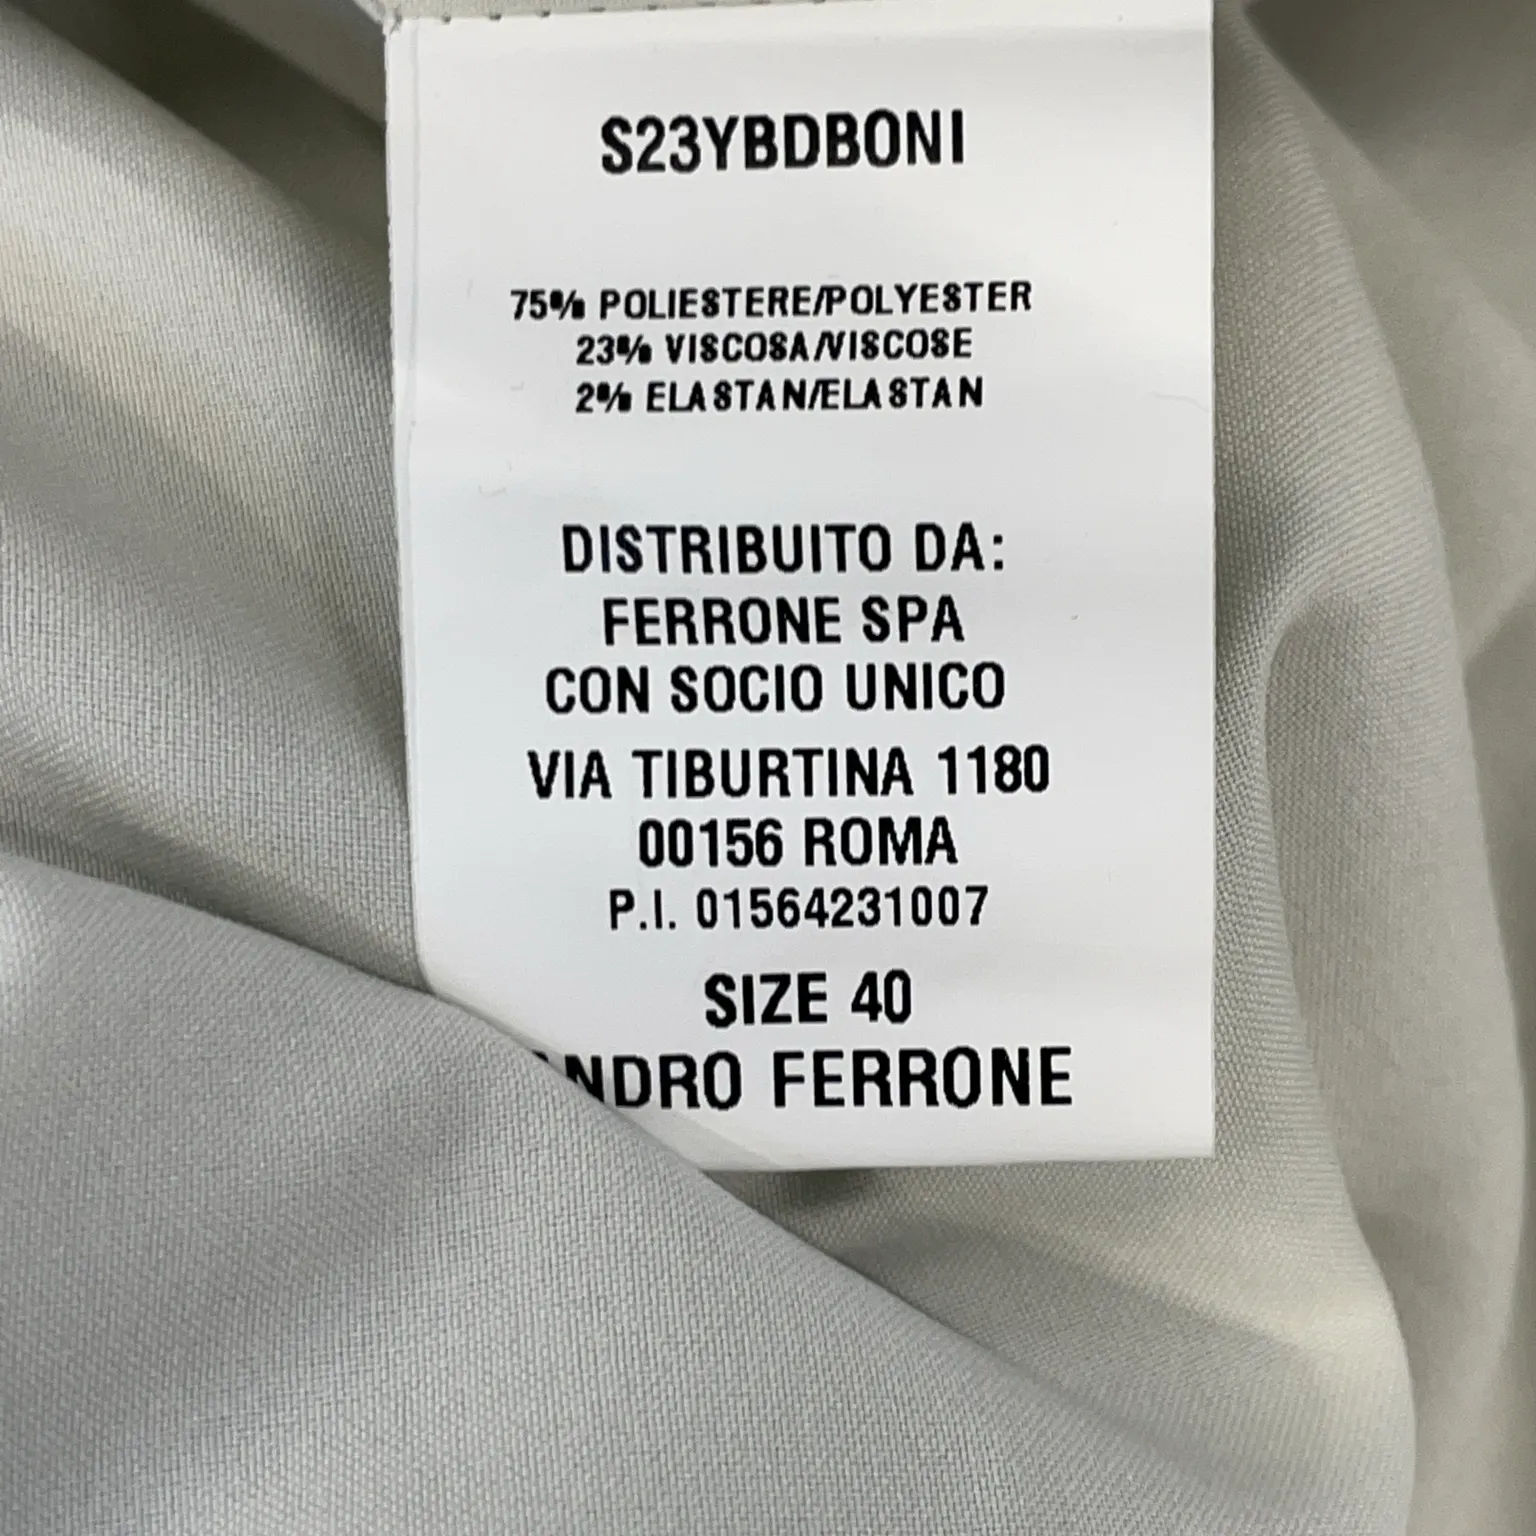 S23YBDBONI
75% POLIESTERE/POLYESTER
23% VISCOSA/VISCOSE
2% ELASTAN/ELASTAN
DISTRIBUITO DA:
FERRONE SPA
CON SOCIO UNICO
VIA TIBURTINA 1180
00156 ROMA
P.I. 01564231007
SIZE 40
FERRONE